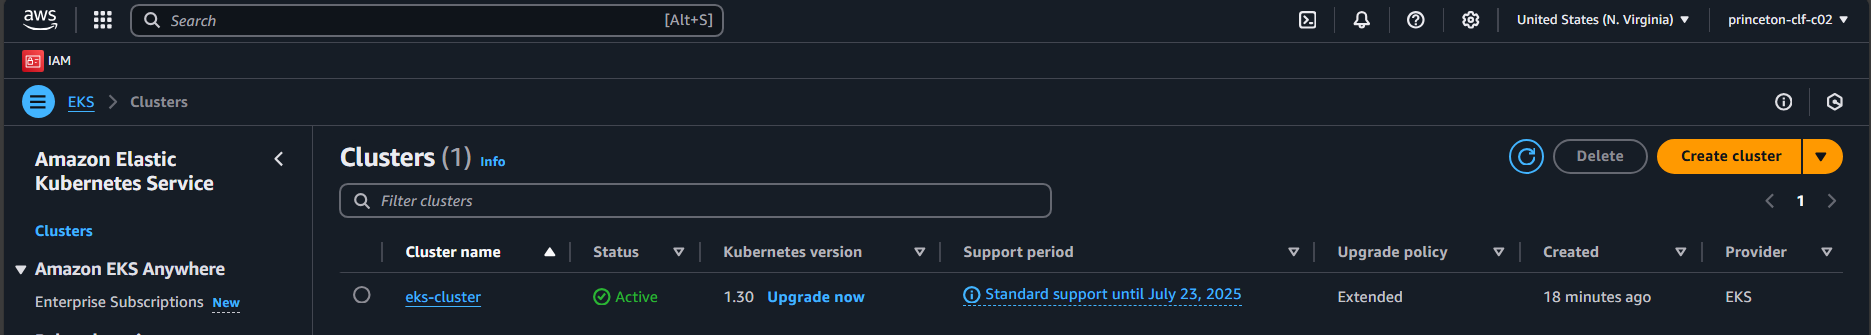 aws Search [Alt+S] United States (N. Virginia) princeton-clf-c02
IAM
EKS Clusters
Amazon Elastic
Kubernetes Service
Clusters
Amazon EKS Anywhere
Enterprise Subscriptions New
Clusters (1) Info Delete Create cluster
Filter clusters 1
Cluster name Status Kubernetes version Support period Upgrade policy Created Provider
eks-cluster Active 1.30 Upgrade now Standard support until July 23, 2025 Extended 18 minutes ago EKS